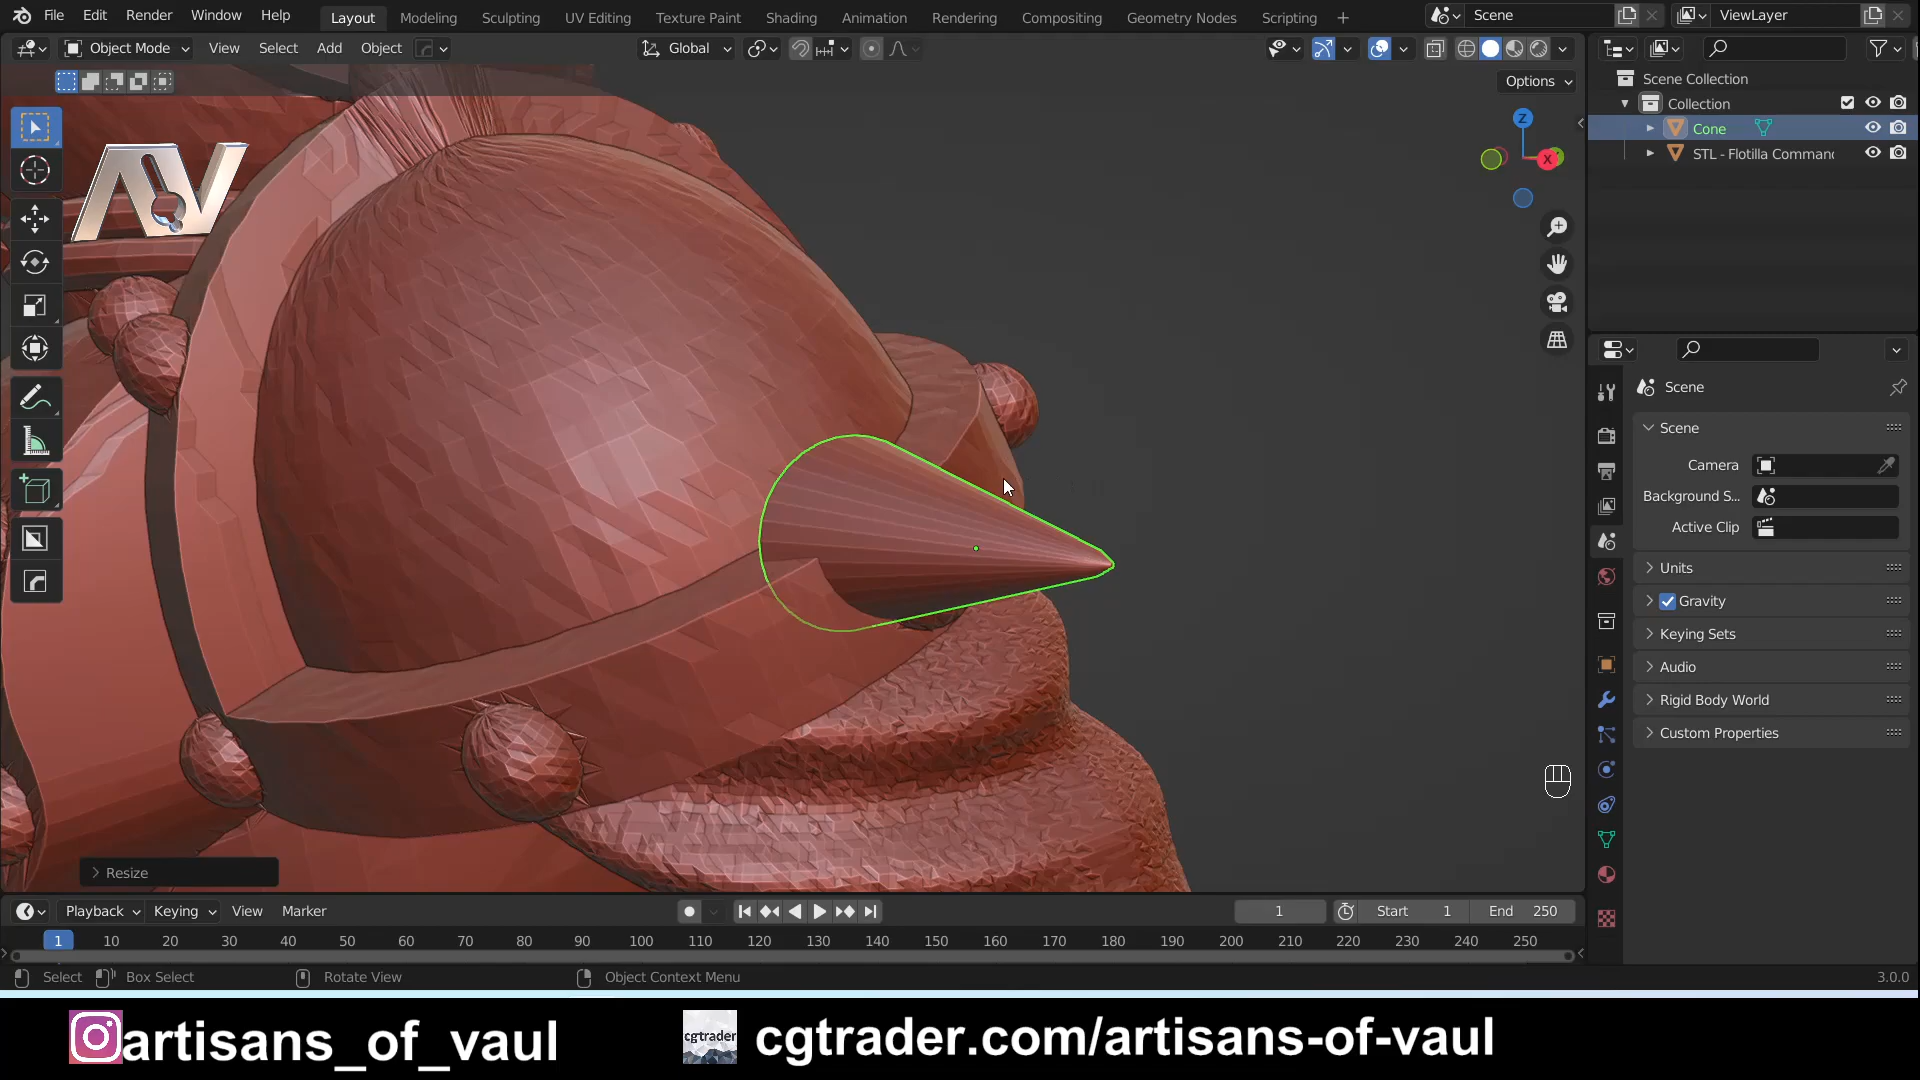 File Edit Render Window Help Layout Modeling Sculpting UV Editing Texture Paint Shading Animation Rendering Compositing Geometry Nodes Scripting + Scene ViewLayer
Object Mode View Select Add Object Global
Options
Scene Collection
Collection
Cone
STL - Flotilla Command
Z
X
AV
Scene
Scene
Camera
Background S...
Active Clip
Units
Gravity
Keying Sets
Audio
Rigid Body World
Custom Properties
> Resize
Playback Keying View Marker 1 Start 1 End 250
1 10 20 30 40 50 60 70 80 90 100 110 120 130 140 150 160 170 180 190 200 210 220 230 240 250
Select Box Select Rotate View Object Context Menu 3.0.0
artisans_of_vaul cgtrader cgtrader.com/artisans-of-vaul